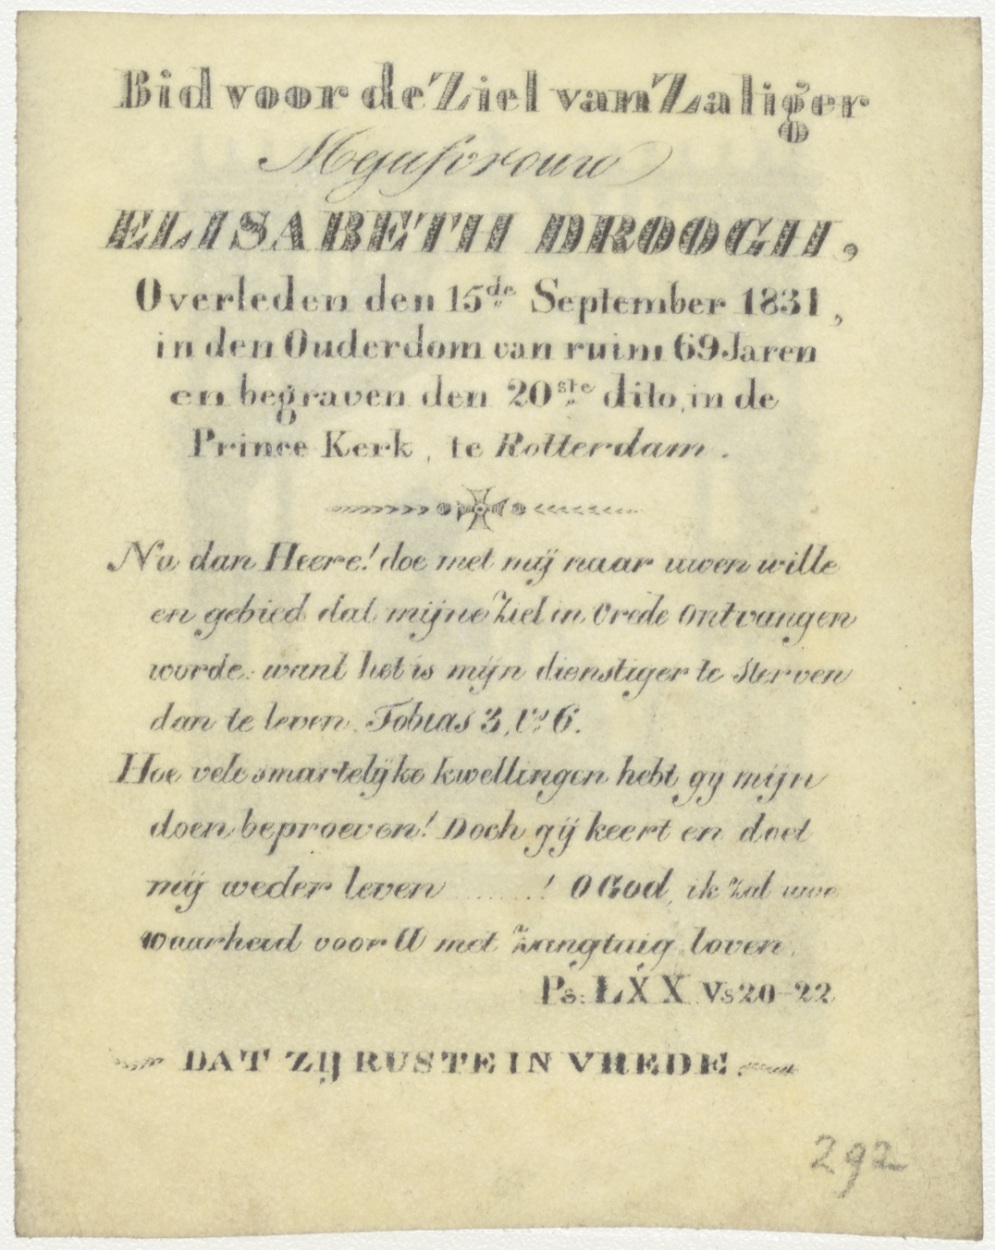 Bid voor de Ziel van Zaliger
Mejufvrouw
ELISABETH DROOGH,
Overleden den 15de September 1831,
in den Ouderdom van ruim 69 Jaren
en begraven den 20ste dito, in de
Prince Kerk, te Rotterdam.
Nu dan Heere! doe met mij naar uwen wille
en gebied dat mijne Ziel in Vrede ontvangen
worde: want het is mijn dienstiger te Sterven
dan te leven. Tobias 3, Vs 6.
Hoe vele smartelijke kwellingen hebt gij mijn
doen beproeven! Doch gij keert en doet
mij weder leven ......! O God, ik zal uwe
waarheid voor U met Zangtuig loven.
Ps: LXX Vs 20-22
DAT ZIJ RUSTE IN VREDE.
292